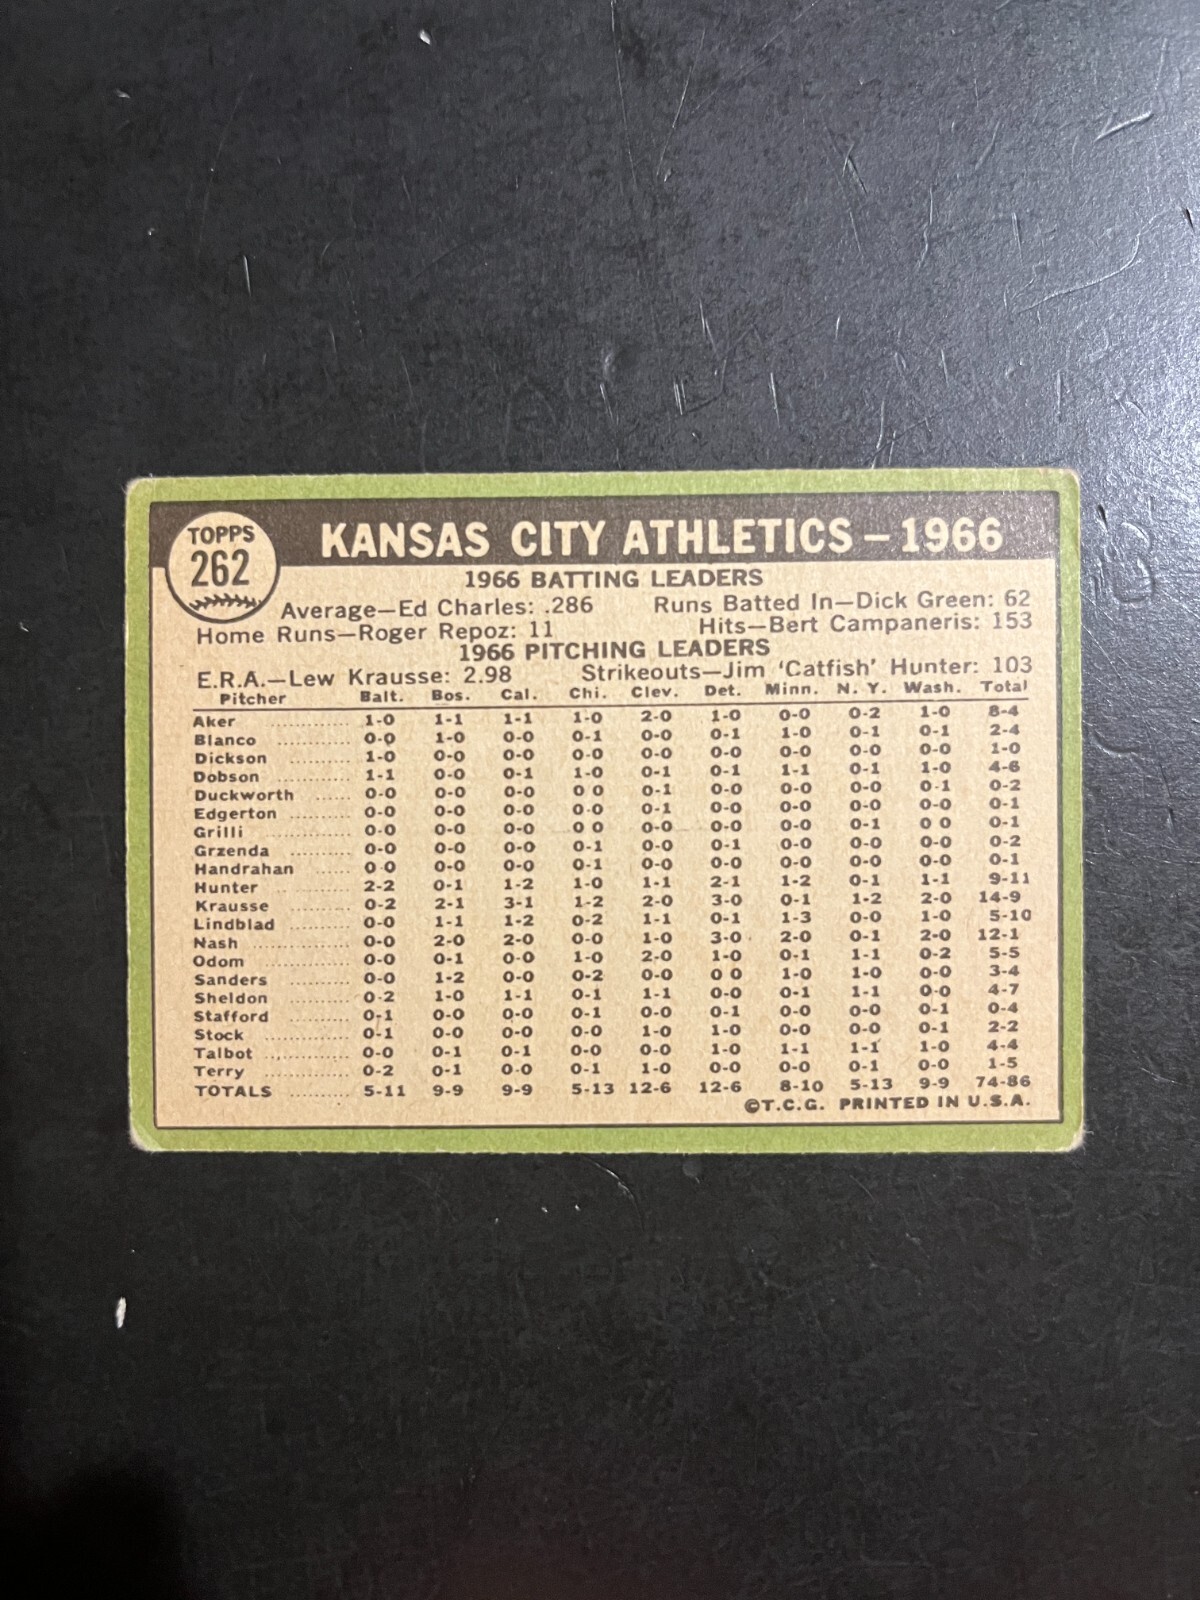 TOPPS
262
KANSAS CITY ATHLETICS – 1966
1966 BATTING LEADERS
Average—Ed Charles: .286 Runs Batted In—Dick Green: 62
Home Runs—Roger Repoz: 11 Hits—Bert Campaneris: 153
1966 PITCHING LEADERS
E.R.A.—Lew Krausse: 2.98 Strikeouts—Jim 'Catfish' Hunter: 103
Pitcher Balt. Bos. Cal. Chi. Clev. Det. Minn. N. Y. Wash. Total
Aker 1-0 1-1 1-1 1-0 2-0 1-0 0-0 0-2 1-0 8-4
Blanco 0-0 1-0 0-0 0-1 0-0 0-1 1-0 0-1 0-1 2-4
Dickson 1-0 0-0 0-0 0-0 0-0 0-0 0-0 0-0 0-0 1-0
Dobson 1-1 0-0 0-1 1-0 0-1 0-1 1-1 0-1 1-0 4-6
Duckworth 0-0 0-0 0-0 0 0 0-0 0-1 0-0 0-0 0-1 0-2
Edgerton 0-0 0-0 0-0 0-0 0-1 0-0 0-0 0-0 0-0 0-1
Grilli 0-0 0-0 0-0 0 0 0-0 0-0 0-0 0-1 0 0 0-1
Grzenda 0-0 0-0 0-0 0-1 0-0 0-1 0-0 0-0 0-0 0-2
Handrahan 0-0 0-0 0-0 0-1 0-0 0-0 0-0 0-0 0-0 0-1
Hunter 2-2 0-1 1-2 1-0 1-1 2-1 1-2 0-1 1-1 9-11
Krausse 0-2 2-1 3-1 1-2 2-0 3-0 0-1 1-2 2-0 14-9
Lindblad 0-0 1-1 1-2 0-2 1-1 0-1 1-3 0-0 1-0 5-10
Nash 0-0 2-0 2-0 0-0 1-0 3-0 2-0 0-1 2-0 12-1
Odom 0-0 0-1 0-0 1-0 2-0 1-0 0-1 1-1 0-2 5-5
Sanders 0-0 1-2 0-0 0-2 0-0 0 0 1-0 1-0 0-0 3-4
Sheldon 0-2 1-0 1-1 0-1 1-1 0-0 0-1 1-1 0-0 4-7
Stafford 0-1 0-0 0-0 0-1 0-0 0-1 0-0 0-0 0-1 0-4
Stock 0-1 0-0 0-0 0-0 1-0 1-0 0-0 0-0 0-1 2-2
Talbot 0-0 0-1 0-1 0-0 0-0 1-0 1-1 1-1 1-0 4-4
Terry 0-2 0-1 0-0 0-1 1-0 0-0 0-0 0-1 0-0 1-5
TOTALS 5-11 9-9 9-9 5-13 12-6 12-6 8-10 5-13 9-9 74-86
©T.C.G. PRINTED IN U.S.A.